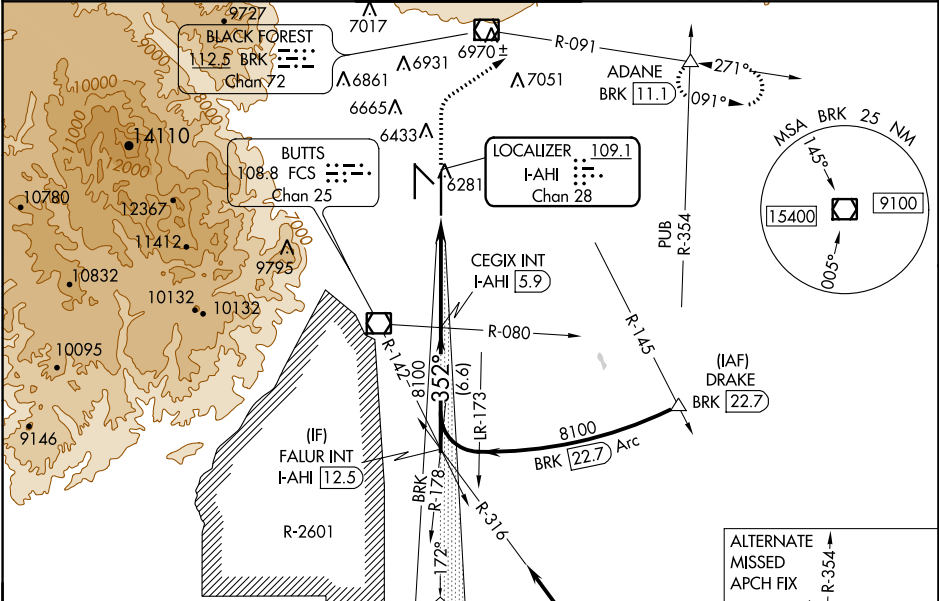 9727
7017
BLACK FOREST
112.5 BRK
Chan 72
6970 ±
R-091
6931
6861
7051
ADANE
BRK 11.1
271°
091°
6665
6433
10000
10000
14110
12000
BUTTS
108.8 FCS
Chan 25
LOCALIZER 109.1
I-AHI
Chan 28
6281
MSA BRK 25 NM
145°
15400
9100
005°
10780
12367
11412
9795
PUB
R-354
CEGIX INT
I-AHI 5.9
10832
10132
10132
R-080
R-145
10095
R-142
8100
352°
(6.6)
LR-173
(IAF)
DRAKE
BRK 22.7
9146
8100
BRK 22.7 Arc
(IF)
FALUR INT
I-AHI 12.5
BRK
R-178
R-316
R-2601
172°
ALTERNATE
MISSED
APCH FIX
R-354